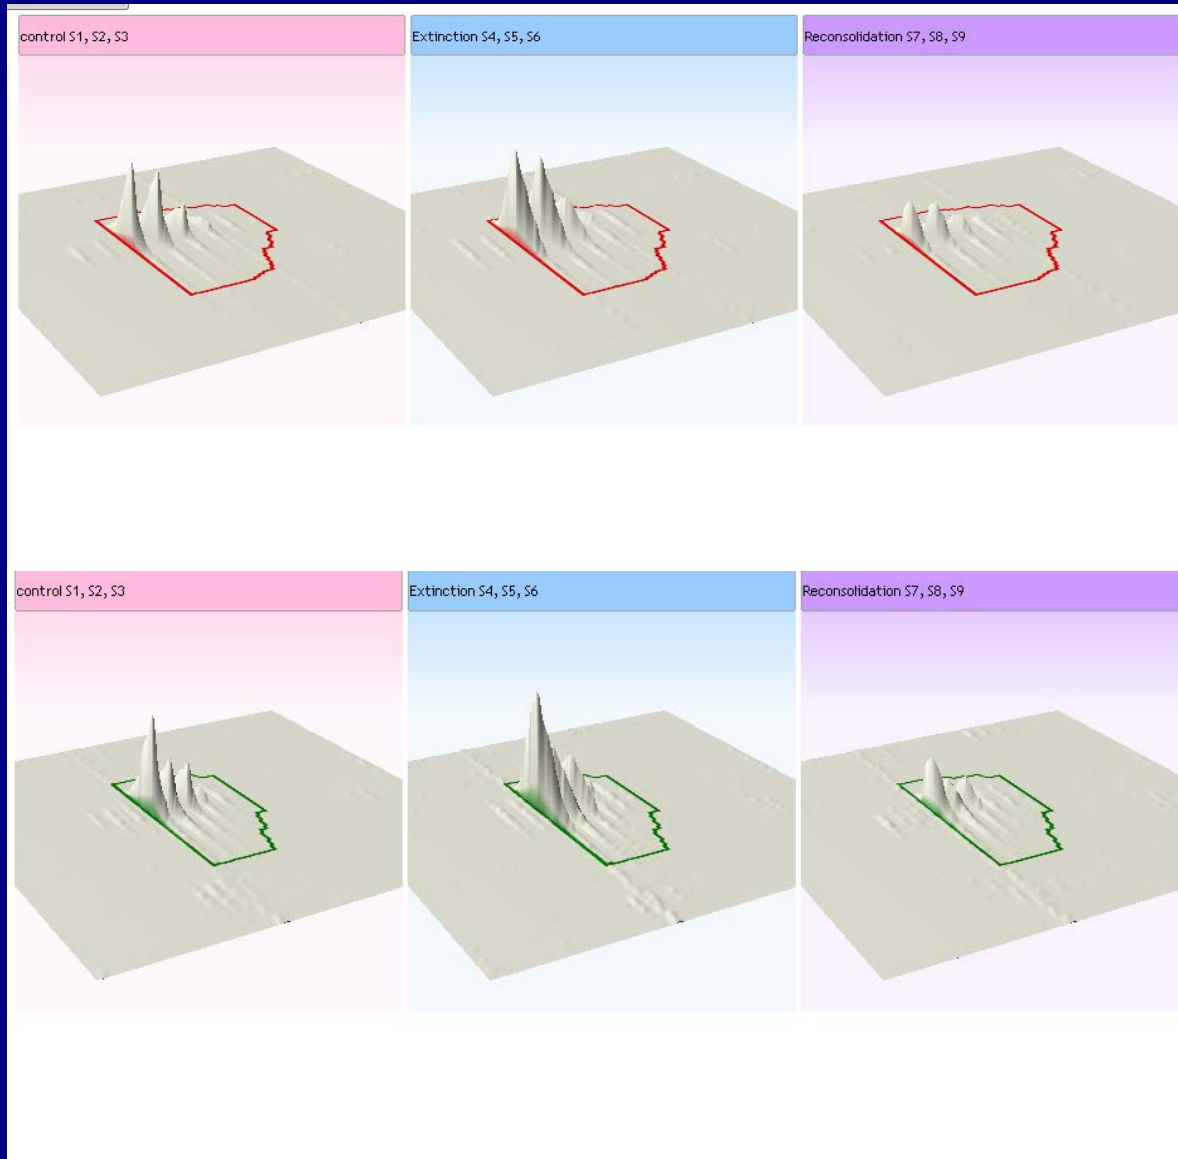 control S1, S2, S3
Extinction S4, S5, S6
Reconsolidation S7, S8, S9
control S1, S2, S3
Extinction S4, S5, S6
Reconsolidation S7, S8, S9